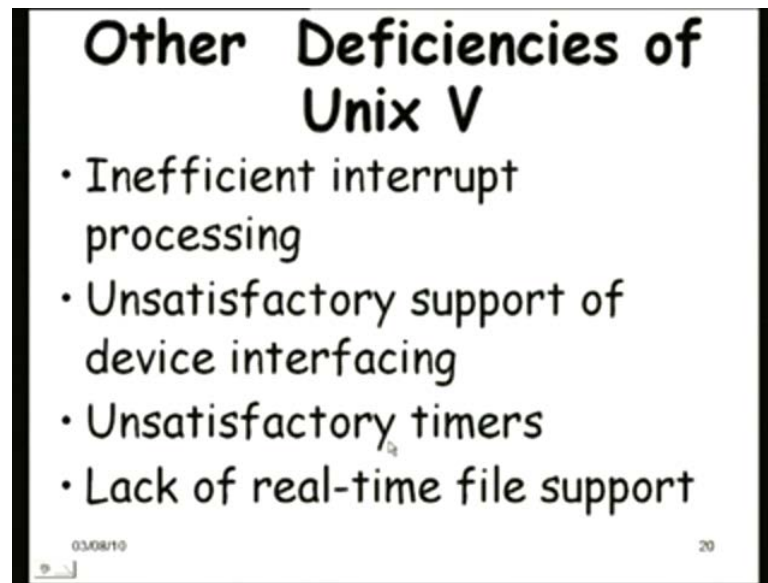 Other Deficiencies of
Unix V
• Inefficient interrupt
processing
• Unsatisfactory support of
device interfacing
• Unsatisfactory timers
• Lack of real-time file support
03/08/10 20